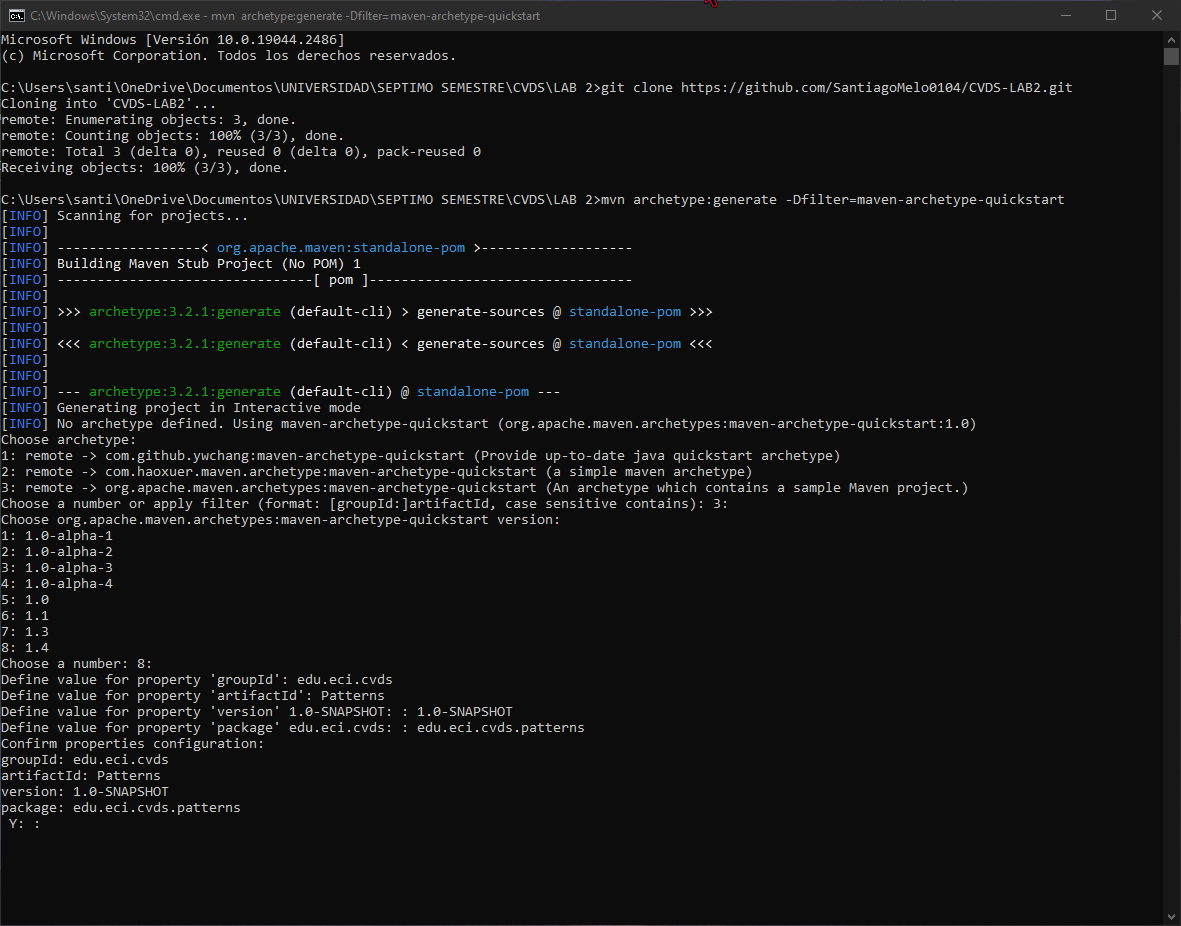 C:\Windows\System32\cmd.exe - mvn  archetype:generate -Dfilter=maven-archetype-quickstart
Microsoft Windows [Versión 10.0.19044.2486]
(c) Microsoft Corporation. Todos los derechos reservados.
C:\Users\santi\OneDrive\Documentos\UNIVERSIDAD\SEPTIMO SEMESTRE\CVDS\LAB 2>git clone https://github.com/SantiagoMelo0104/CVDS-LAB2.git
Cloning into 'CVDS-LAB2'...
remote: Enumerating objects: 3, done.
remote: Counting objects: 100% (3/3), done.
remote: Total 3 (delta 0), reused 0 (delta 0), pack-reused 0
Receiving objects: 100% (3/3), done.
C:\Users\santi\OneDrive\Documentos\UNIVERSIDAD\SEPTIMO SEMESTRE\CVDS\LAB 2>mvn archetype:generate -Dfilter=maven-archetype-quickstart
[INFO] Scanning for projects...
[INFO]
[INFO] ------------------< org.apache.maven:standalone-pom >-------------------
[INFO] Building Maven Stub Project (No POM) 1
[INFO] --------------------------------[ pom ]---------------------------------
[INFO]
[INFO] >>> archetype:3.2.1:generate (default-cli) > generate-sources @ standalone-pom >>>
[INFO]
[INFO] <<< archetype:3.2.1:generate (default-cli) < generate-sources @ standalone-pom <<<
[INFO]
[INFO]
[INFO] --- archetype:3.2.1:generate (default-cli) @ standalone-pom ---
[INFO] Generating project in Interactive mode
[INFO] No archetype defined. Using maven-archetype-quickstart (org.apache.maven.archetypes:maven-archetype-quickstart:1.0)
Choose archetype:
1: remote -> com.github.ywchang:maven-archetype-quickstart (Provide up-to-date java quickstart archetype)
2: remote -> com.haoxuer.maven.archetype:maven-archetype-quickstart (a simple maven archetype)
3: remote -> org.apache.maven.archetypes:maven-archetype-quickstart (An archetype which contains a sample Maven project.)
Choose a number or apply filter (format: [groupId:]artifactId, case sensitive contains): 3:
Choose org.apache.maven.archetypes:maven-archetype-quickstart version:
1: 1.0-alpha-1
2: 1.0-alpha-2
3: 1.0-alpha-3
4: 1.0-alpha-4
5: 1.0
6: 1.1
7: 1.3
8: 1.4
Choose a number: 8:
Define value for property 'groupId': edu.eci.cvds
Define value for property 'artifactId': Patterns
Define value for property 'version' 1.0-SNAPSHOT: : 1.0-SNAPSHOT
Define value for property 'package' edu.eci.cvds: : edu.eci.cvds.patterns
Confirm properties configuration:
groupId: edu.eci.cvds
artifactId: Patterns
version: 1.0-SNAPSHOT
package: edu.eci.cvds.patterns
 Y: :